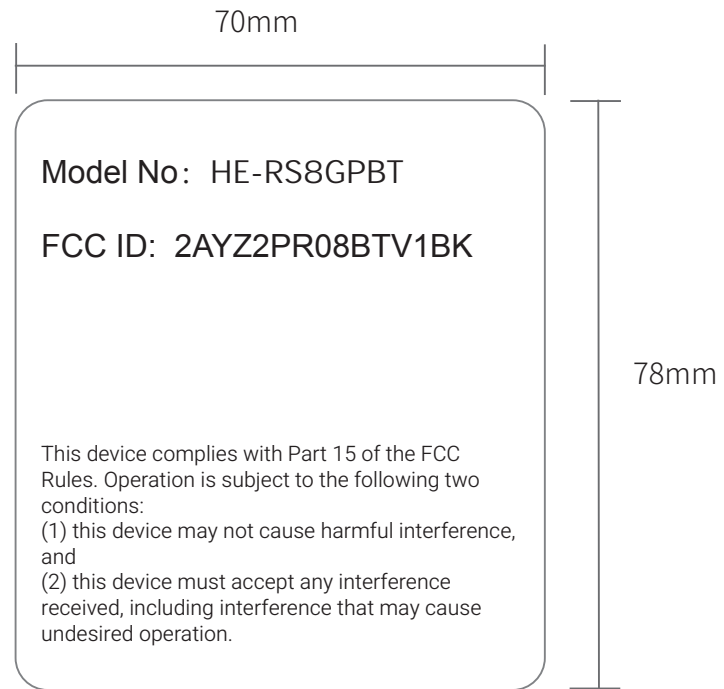 70mm
Model No: HE-RS8GPBT
FCC ID: 2AYZ2PR08BTV1BK
78mm
This device complies with Part 15 of the FCC
Rules. Operation is subject to the following two
conditions:
(1) this device may not cause harmful interference,
and
(2) this device must accept any interference
received, including interference that may cause
undesired operation.